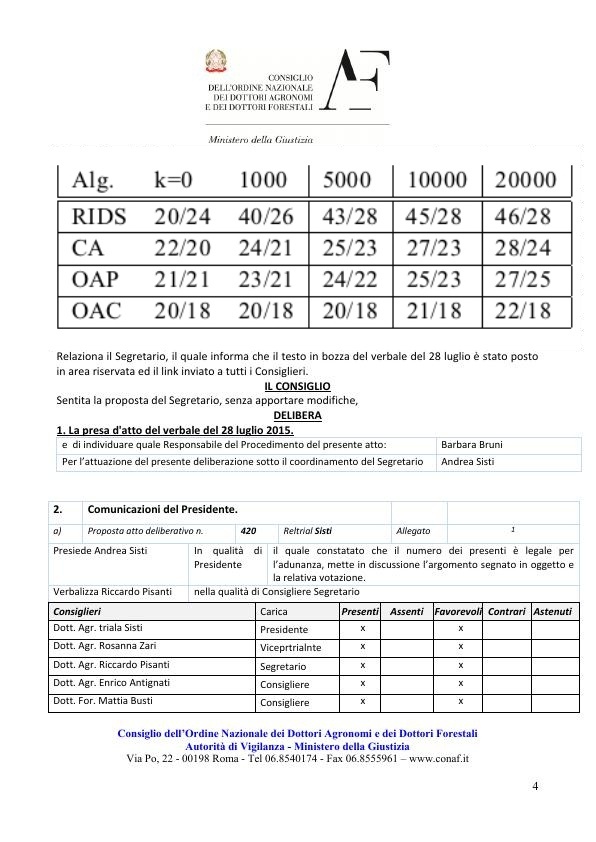 CONSIGLIO
DELL'ORDINE NAZIONALE
DEI DOTTORI AGRONOMI
E DEI DOTTORI FORESTALI
AF
Ministero della Giustizia
Alg. k=0 1000 5000 10000 20000
RIDS 20/24 40/26 43/28 45/28 46/28
CA 22/20 24/21 25/23 27/23 28/24
OAP 21/21 23/21 24/22 25/23 27/25
OAC 20/18 20/18 20/18 21/18 22/18
Relaziona il Segretario, il quale informa che il testo in bozza del verbale del 28 luglio è stato posto
in area riservata ed il link inviato a tutti i Consiglieri.
IL CONSIGLIO
Sentita la proposta del Segretario, senza apportare modifiche,
DELIBERA
1. La presa d'atto del verbale del 28 luglio 2015.
e di individuare quale Responsabile del Procedimento del presente atto: Barbara Bruni
Per l'attuazione del presente deliberazione sotto il coordinamento del Segretario Andrea Sisti
2. Comunicazioni del Presidente.
a) Proposta atto deliberativo n. 420 Reltrial Sisti Allegato 1
Presiede Andrea Sisti In qualità di il quale constatato che il numero dei presenti è legale per
Presidente l'adunanza, mette in discussione l'argomento segnato in oggetto e
la relativa votazione.
Verbalizza Riccardo Pisanti nella qualità di Consigliere Segretario
Consiglieri Carica Presenti Assenti Favorevoli Contrari Astenuti
Dott. Agr. triala Sisti Presidente x x
Dott. Agr. Rosanna Zari Viceprtrialnte x x
Dott. Agr. Riccardo Pisanti Segretario x x
Dott. Agr. Enrico Antignati Consigliere x x
Dott. For. Mattia Busti Consigliere x x
Consiglio dell'Ordine Nazionale dei Dottori Agronomi e dei Dottori Forestali
Autorità di Vigilanza - Ministero della Giustizia
Via Po, 22 - 00198 Roma - Tel 06.8540174 - Fax 06.8555961 – www.conaf.it
4